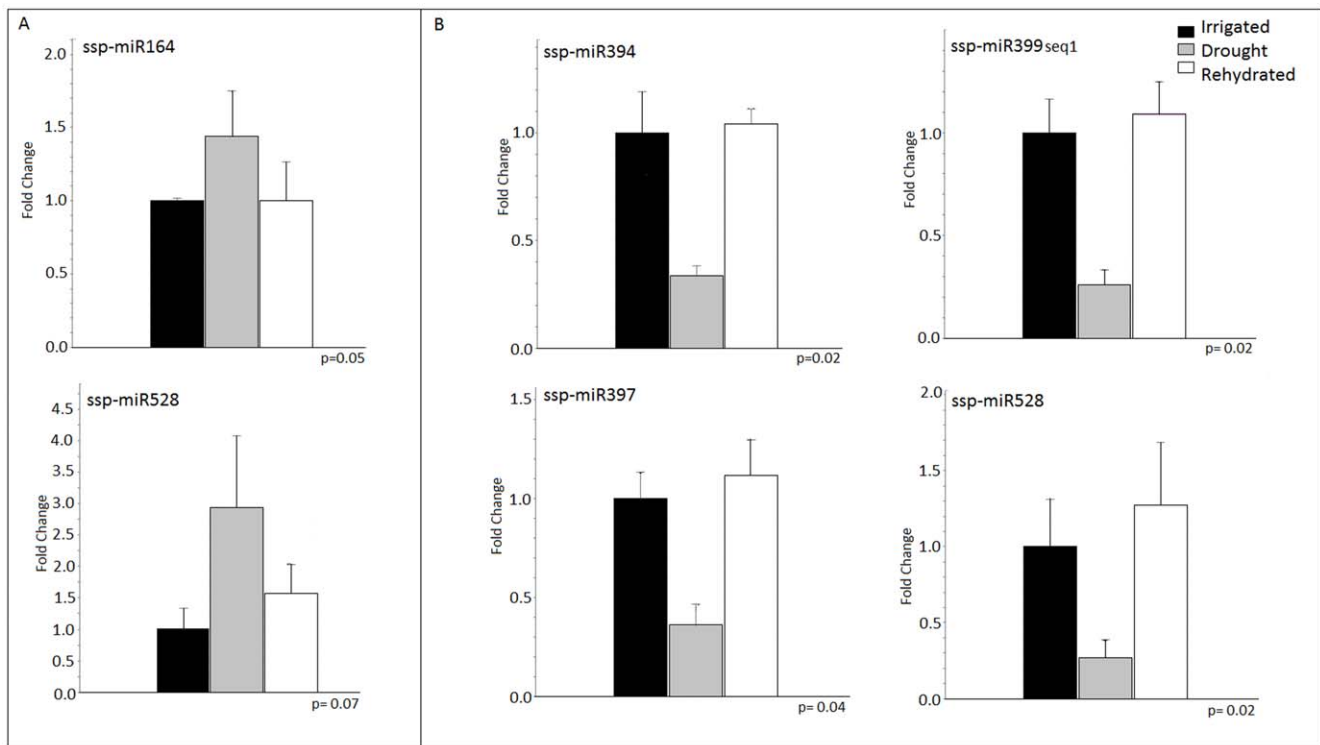 A
ssp-miR164
Fold Change
2.0
1.5
1.0
0.5
0.0
p=0.05
ssp-miR528
Fold Change
4.5
4.0
3.5
3.0
2.5
2.0
1.5
1.0
0.5
0.0
p= 0.07
B
ssp-miR394
Fold Change
1.0
0.5
0.0
p=0.02
ssp-miR399seq1
Fold Change
1.0
0.5
0.0
p= 0.02
Irrigated
Drought
Rehydrated
ssp-miR397
Fold Change
1.5
1.0
0.5
0.0
p= 0.04
ssp-miR528
Fold Change
2.0
1.5
1.0
0.5
0.0
p= 0.02